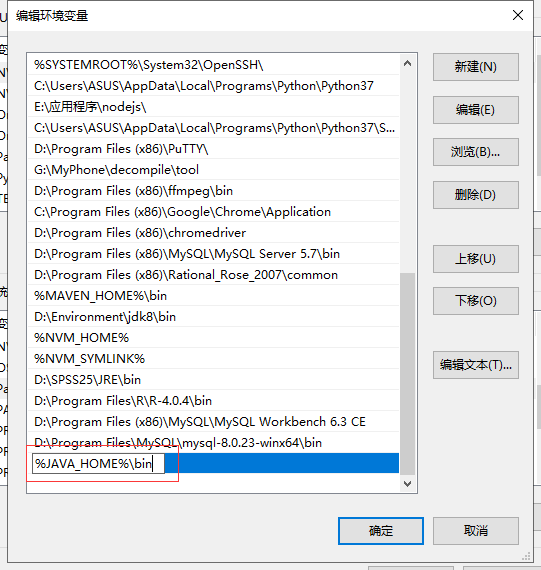 编辑环境变量
%SYSTEMROOT%\System32\OpenSSH\
C:\Users\ASUS\AppData\Local\Programs\Python\Python37
E:\应用程序\nodejs\
C:\Users\ASUS\AppData\Local\Programs\Python\Python37\S...
D:\Program Files (x86)\PuTTY\
G:\MyPhone\decompile\tool
D:\Program Files (x86)\ffmpeg\bin
C:\Program Files (x86)\Google\Chrome\Application
D:\Program Files (x86)\chromedriver
D:\Program Files (x86)\MySQL\MySQL Server 5.7\bin
D:\Program Files (x86)\Rational_Rose_2007\common
%MAVEN_HOME%\bin
D:\Environment\jdk8\bin
%NVM_HOME%
%NVM_SYMLINK%
D:\SPSS25\JRE\bin
D:\Program Files\R\R-4.0.4\bin
D:\Program Files (x86)\MySQL\MySQL Workbench 6.3 CE
D:\Program Files\MySQL\mysql-8.0.23-winx64\bin
%JAVA_HOME%\bin
新建(N)
编辑(E)
浏览(B)...
删除(D)
上移(U)
下移(O)
编辑文本(T)...
确定
取消